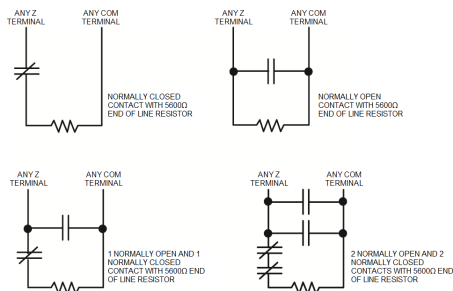 ANY Z
TERMINAL
ANY COM
TERMINAL
NORMALLY CLOSED
CONTACT WITH 5600Ω
END OF LINE RESISTOR
ANY Z
TERMINAL
ANY COM
TERMINAL
NORMALLY OPEN
CONTACT WITH 5600Ω
END OF LINE RESISTOR
ANY Z
TERMINAL
ANY COM
TERMINAL
1 NORMALLY OPEN AND 1
NORMALLY CLOSED
CONTACT WITH 5600Ω END
OF LINE RESISTOR
ANY Z
TERMINAL
ANY COM
TERMINAL
2 NORMALLY OPEN AND 2
NORMALLY CLOSED
CONTACTS WITH 5600Ω END
OF LINE RESISTOR